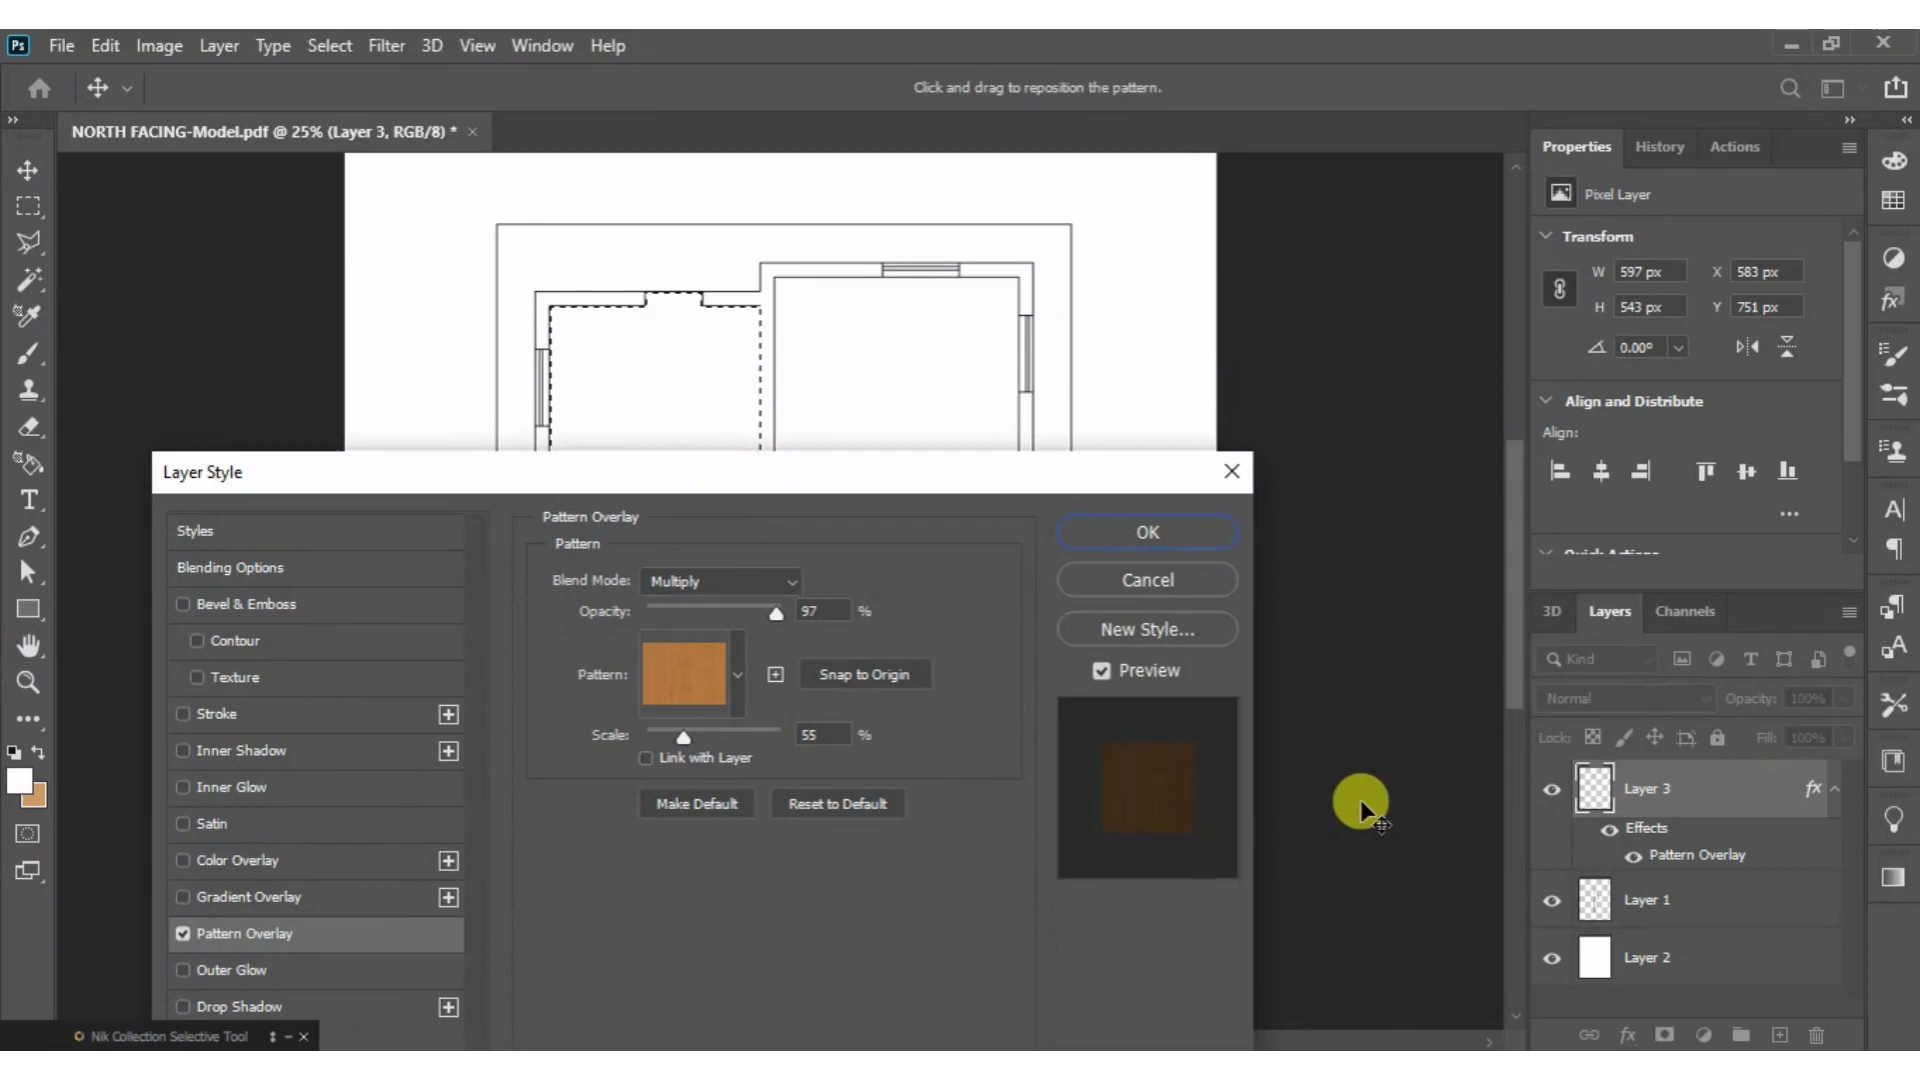 Ps File Edit Image Layer Type Select Filter 3D View Window Help
Click and drag to reposition the pattern.
NORTH FACING-Model.pdf @ 25% (Layer 3, RGB/8) *
Properties History Actions
Pixel Layer
Transform
W 597 px X 583 px
H 543 px Y 751 px
0.00°
Align and Distribute
Align:
Quick Actions
3D Layers Channels
Kind
Normal Opacity: 100%
Lock: Fill: 100%
Layer 3 fx
Effects
Pattern Overlay
Layer 1
Layer 2
Layer Style
Styles
Blending Options
Bevel & Emboss
Contour
Texture
Stroke
Inner Shadow
Inner Glow
Satin
Color Overlay
Gradient Overlay
Pattern Overlay
Outer Glow
Drop Shadow
Pattern Overlay
Pattern
Blend Mode: Multiply
Opacity: 97 %
Pattern: Snap to Origin
Scale: 55 %
Link with Layer
Make Default Reset to Default
OK
Cancel
New Style...
Preview
Nik Collection Selective Tool